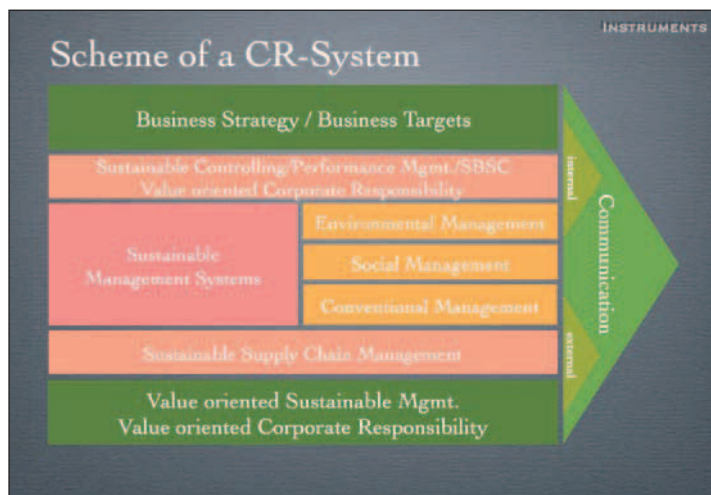 INSTRUMENTS
Scheme of a CR-System
Business Strategy / Business Targets
Sustainable Controlling/Performance Mgmt./SBSC
Value oriented Corporate Responsibility
Sustainable
Management Systems
Environmental Management
Social Management
Conventional Management
Sustainable Supply Chain Management
Value oriented Sustainable Mgmt.
Value oriented Corporate Responsibility
internal
Communication
external